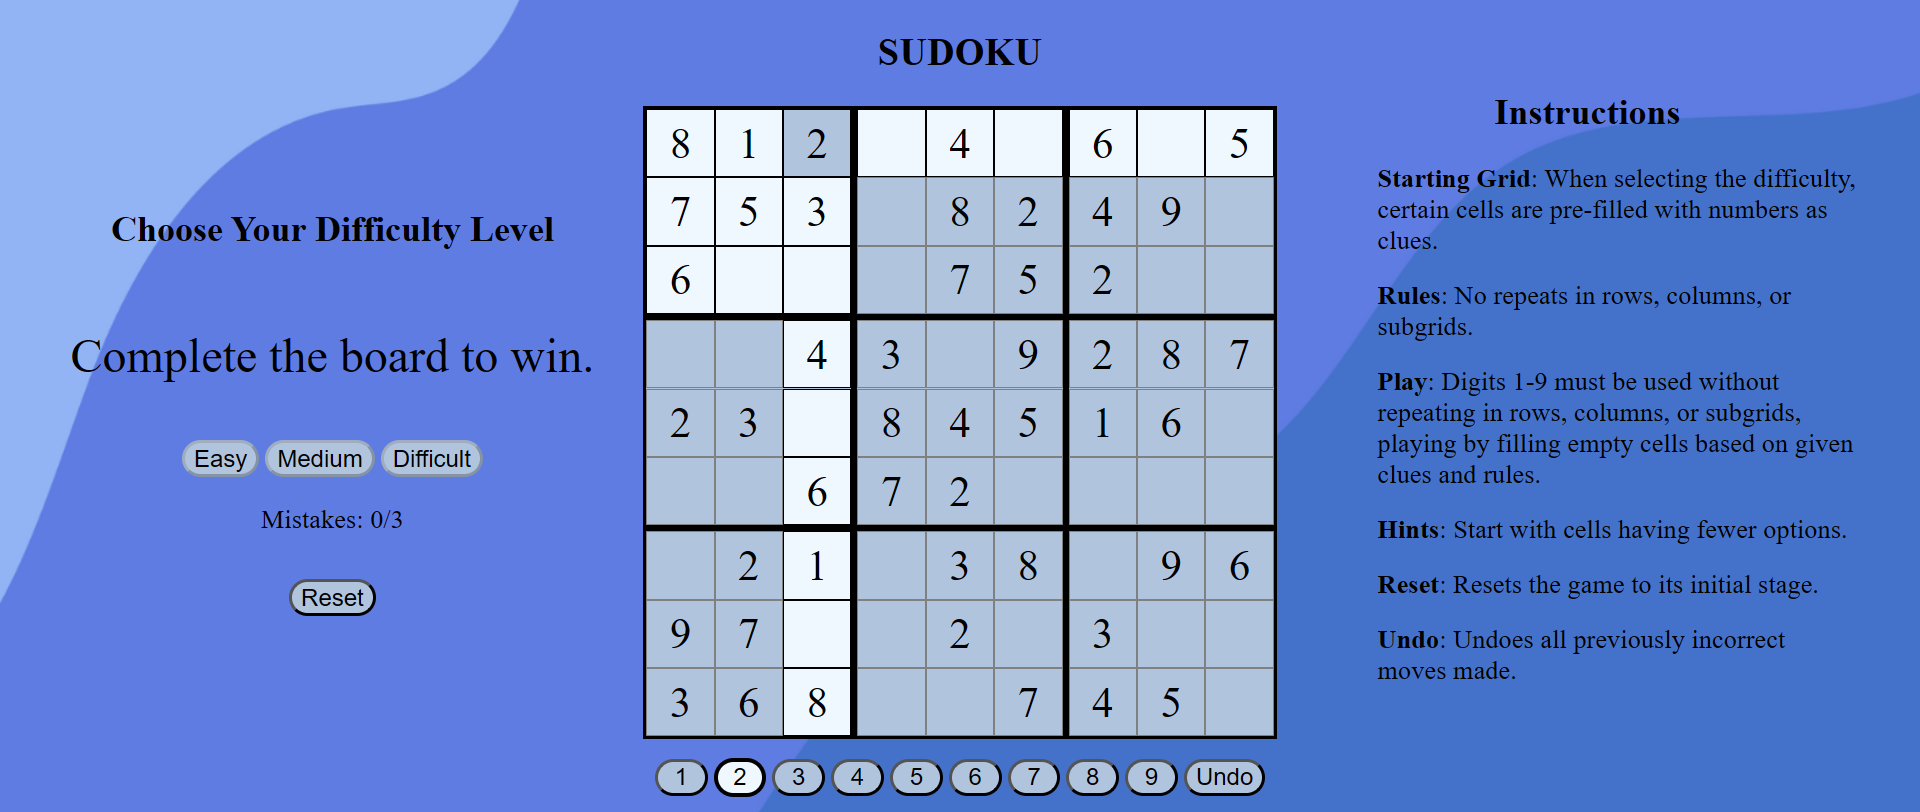 SUDOKU
Choose Your Difficulty Level
Complete the board to win.
Easy Medium Difficult
Mistakes: 0/3
Reset
8 1 2 4 6 5
7 5 3 8 2 4 9
6 7 5 2
4 3 9 2 8 7
2 3 8 4 5 1 6
6 7 2
2 1 3 8 9 6
9 7 2 3
3 6 8 7 4 5
1 2 3 4 5 6 7 8 9 Undo
Instructions
Starting Grid: When selecting the difficulty,
certain cells are pre-filled with numbers as
clues.
Rules: No repeats in rows, columns, or
subgrids.
Play: Digits 1-9 must be used without
repeating in rows, columns, or subgrids,
playing by filling empty cells based on given
clues and rules.
Hints: Start with cells having fewer options.
Reset: Resets the game to its initial stage.
Undo: Undoes all previously incorrect
moves made.